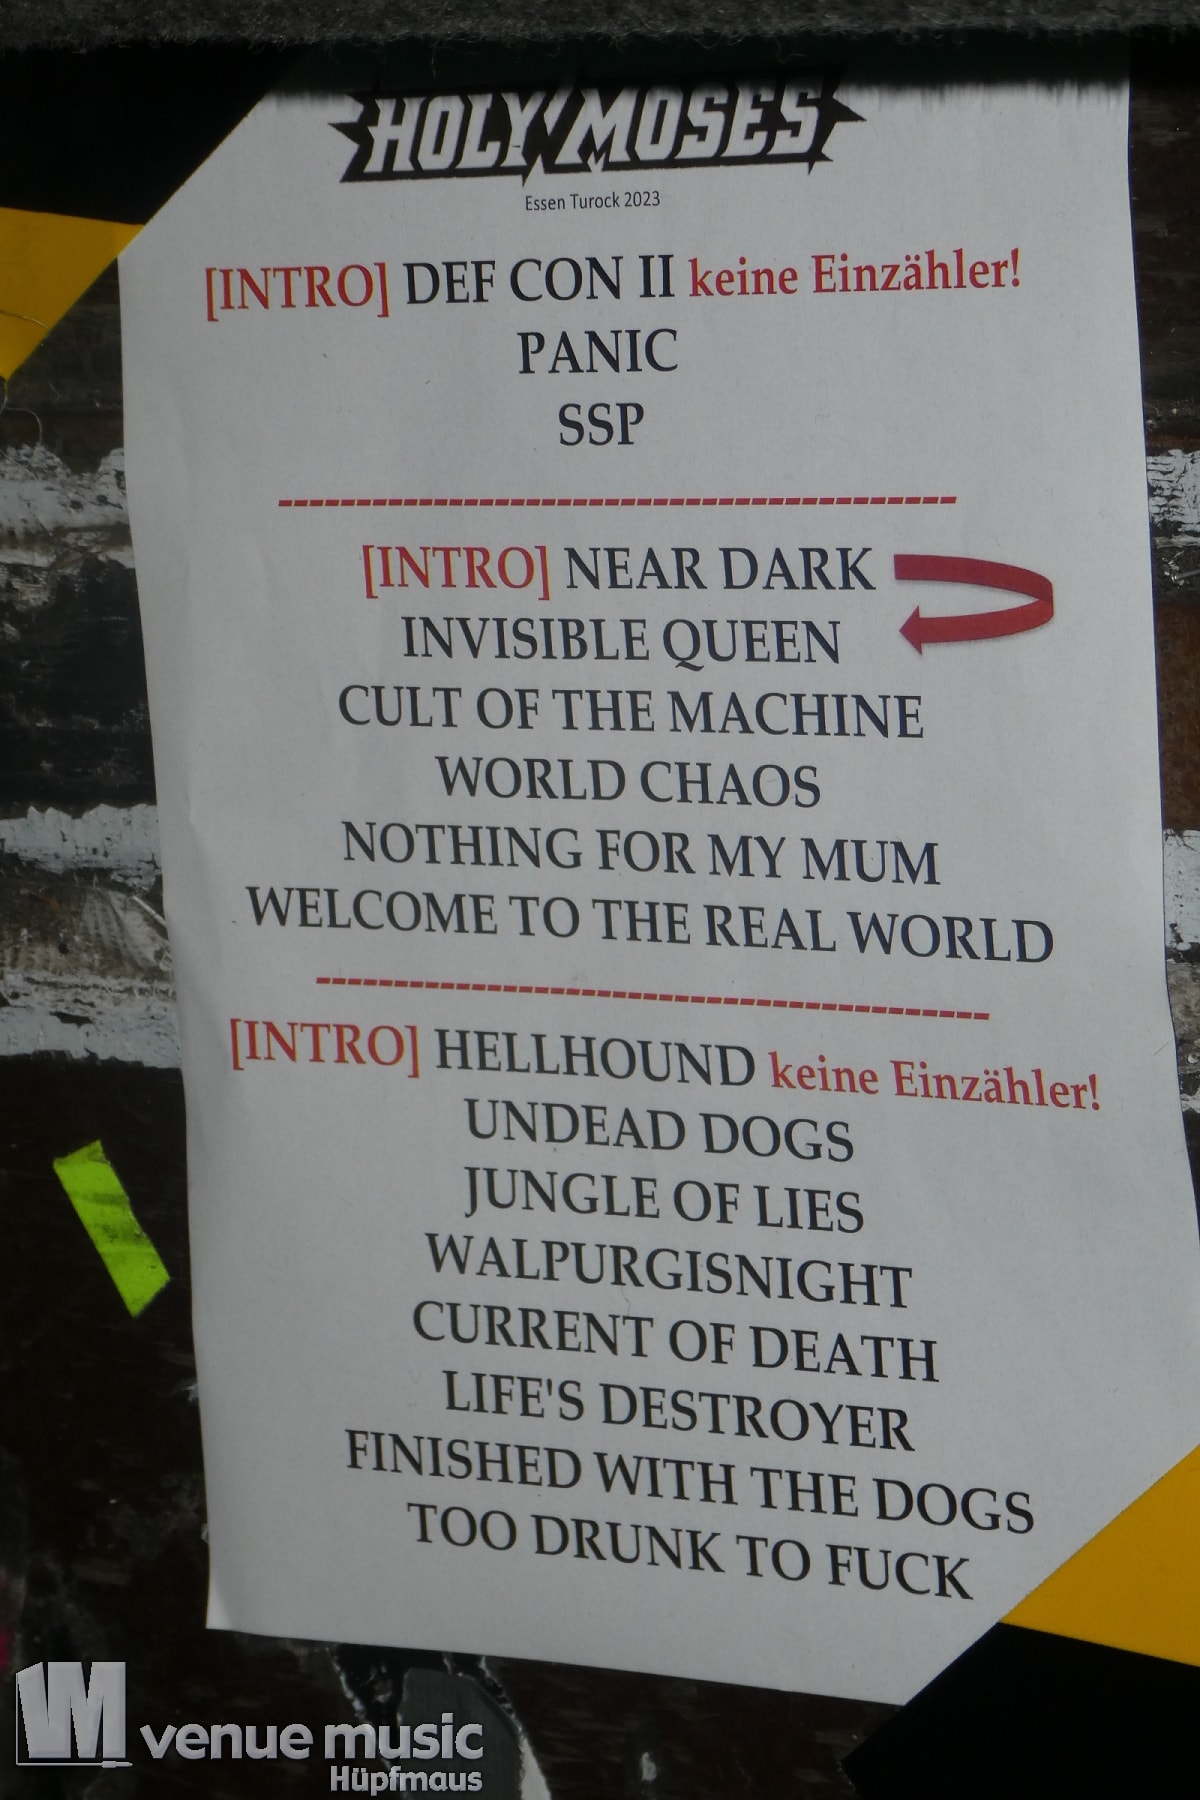 HOLY MOSES
Essen Turock 2023
[INTRO] DEF CON II keine Einzähler!
PANIC
SSP
[INTRO] NEAR DARK
INVISIBLE QUEEN
CULT OF THE MACHINE
WORLD CHAOS
NOTHING FOR MY MUM
WELCOME TO THE REAL WORLD
[INTRO] HELLHOUND keine Einzähler!
UNDEAD DOGS
JUNGLE OF LIES
WALPURGISNIGHT
CURRENT OF DEATH
LIFE'S DESTROYER
FINISHED WITH THE DOGS
TOO DRUNK TO FUCK
VM venue music
Hüpfmaus